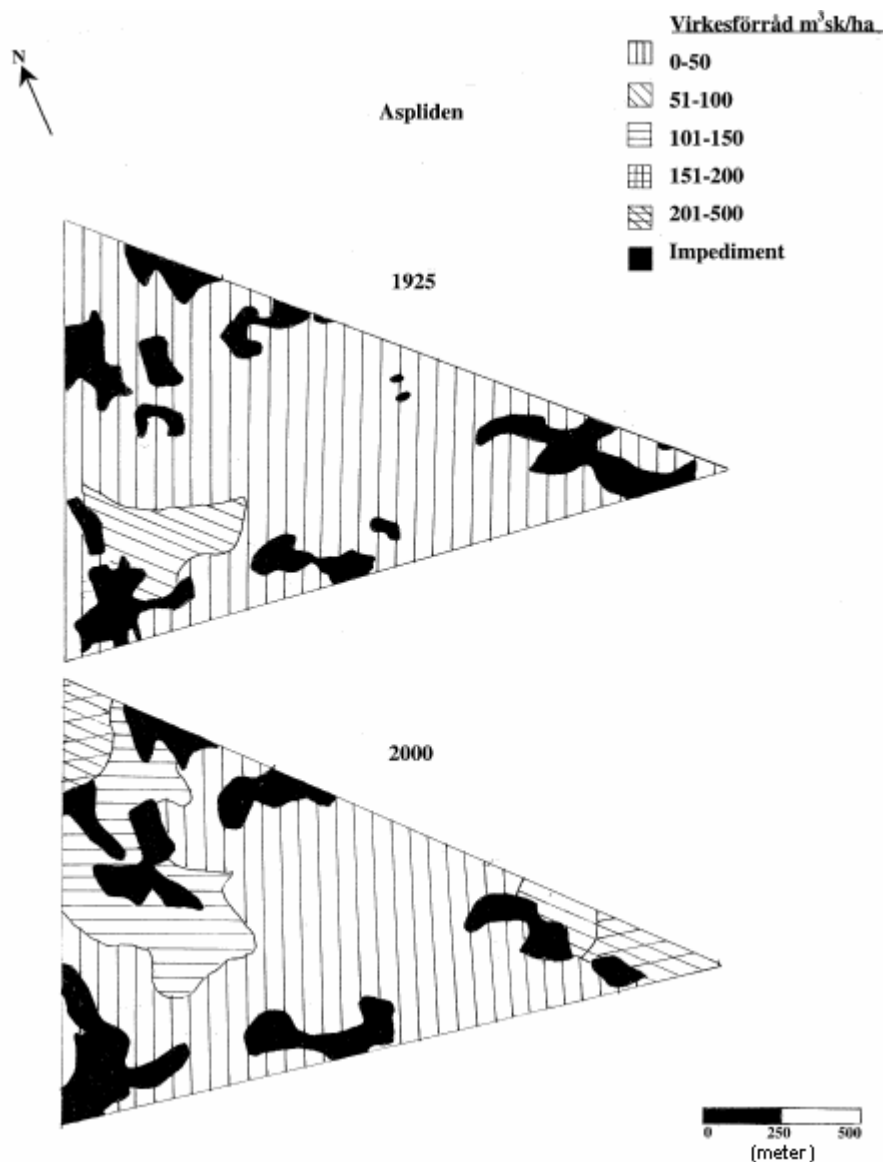 Virkesförråd m³sk/ha
N
0-50
51-100
Aspliden
101-150
151-200
201-500
Impediment
1925
2000
0 250 500
(meter)